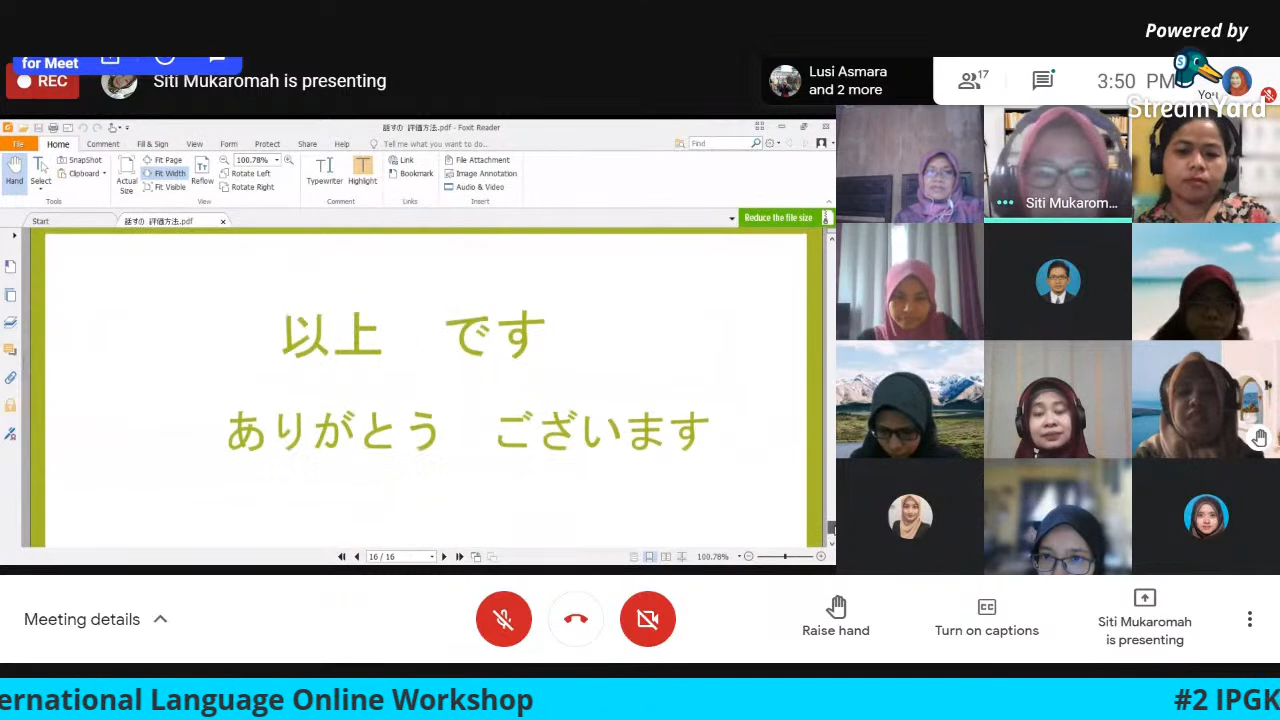 Powered by
StreamYard
for Meet
REC
Siti Mukaromah is presenting
Lusi Asmara
and 2 more
17
3:50 PM
You
話すの 評価方法.pdf - Foxit Reader
File
Home
Comment
Fill & Sign
View
Form
Protect
Share
Help
Tell me what you want to do...
Find
Hand
Select
SnapShot
Clipboard
Actual
Size
Fit Page
Fit Width
Fit Visible
Reflow
100.78%
Rotate Left
Rotate Right
Typewriter
Highlight
Link
Bookmark
File Attachment
Image Annotation
Audio & Video
Tools
View
Comment
Links
Insert
Start
話すの 評価方法.pdf
Reduce the file size
以上 です
ありがとう ございます
16 / 16
100.78%
Siti Mukarom...
Meeting details
Raise hand
Turn on captions
Siti Mukaromah
is presenting
ernational Language Online Workshop
#2 IPGK